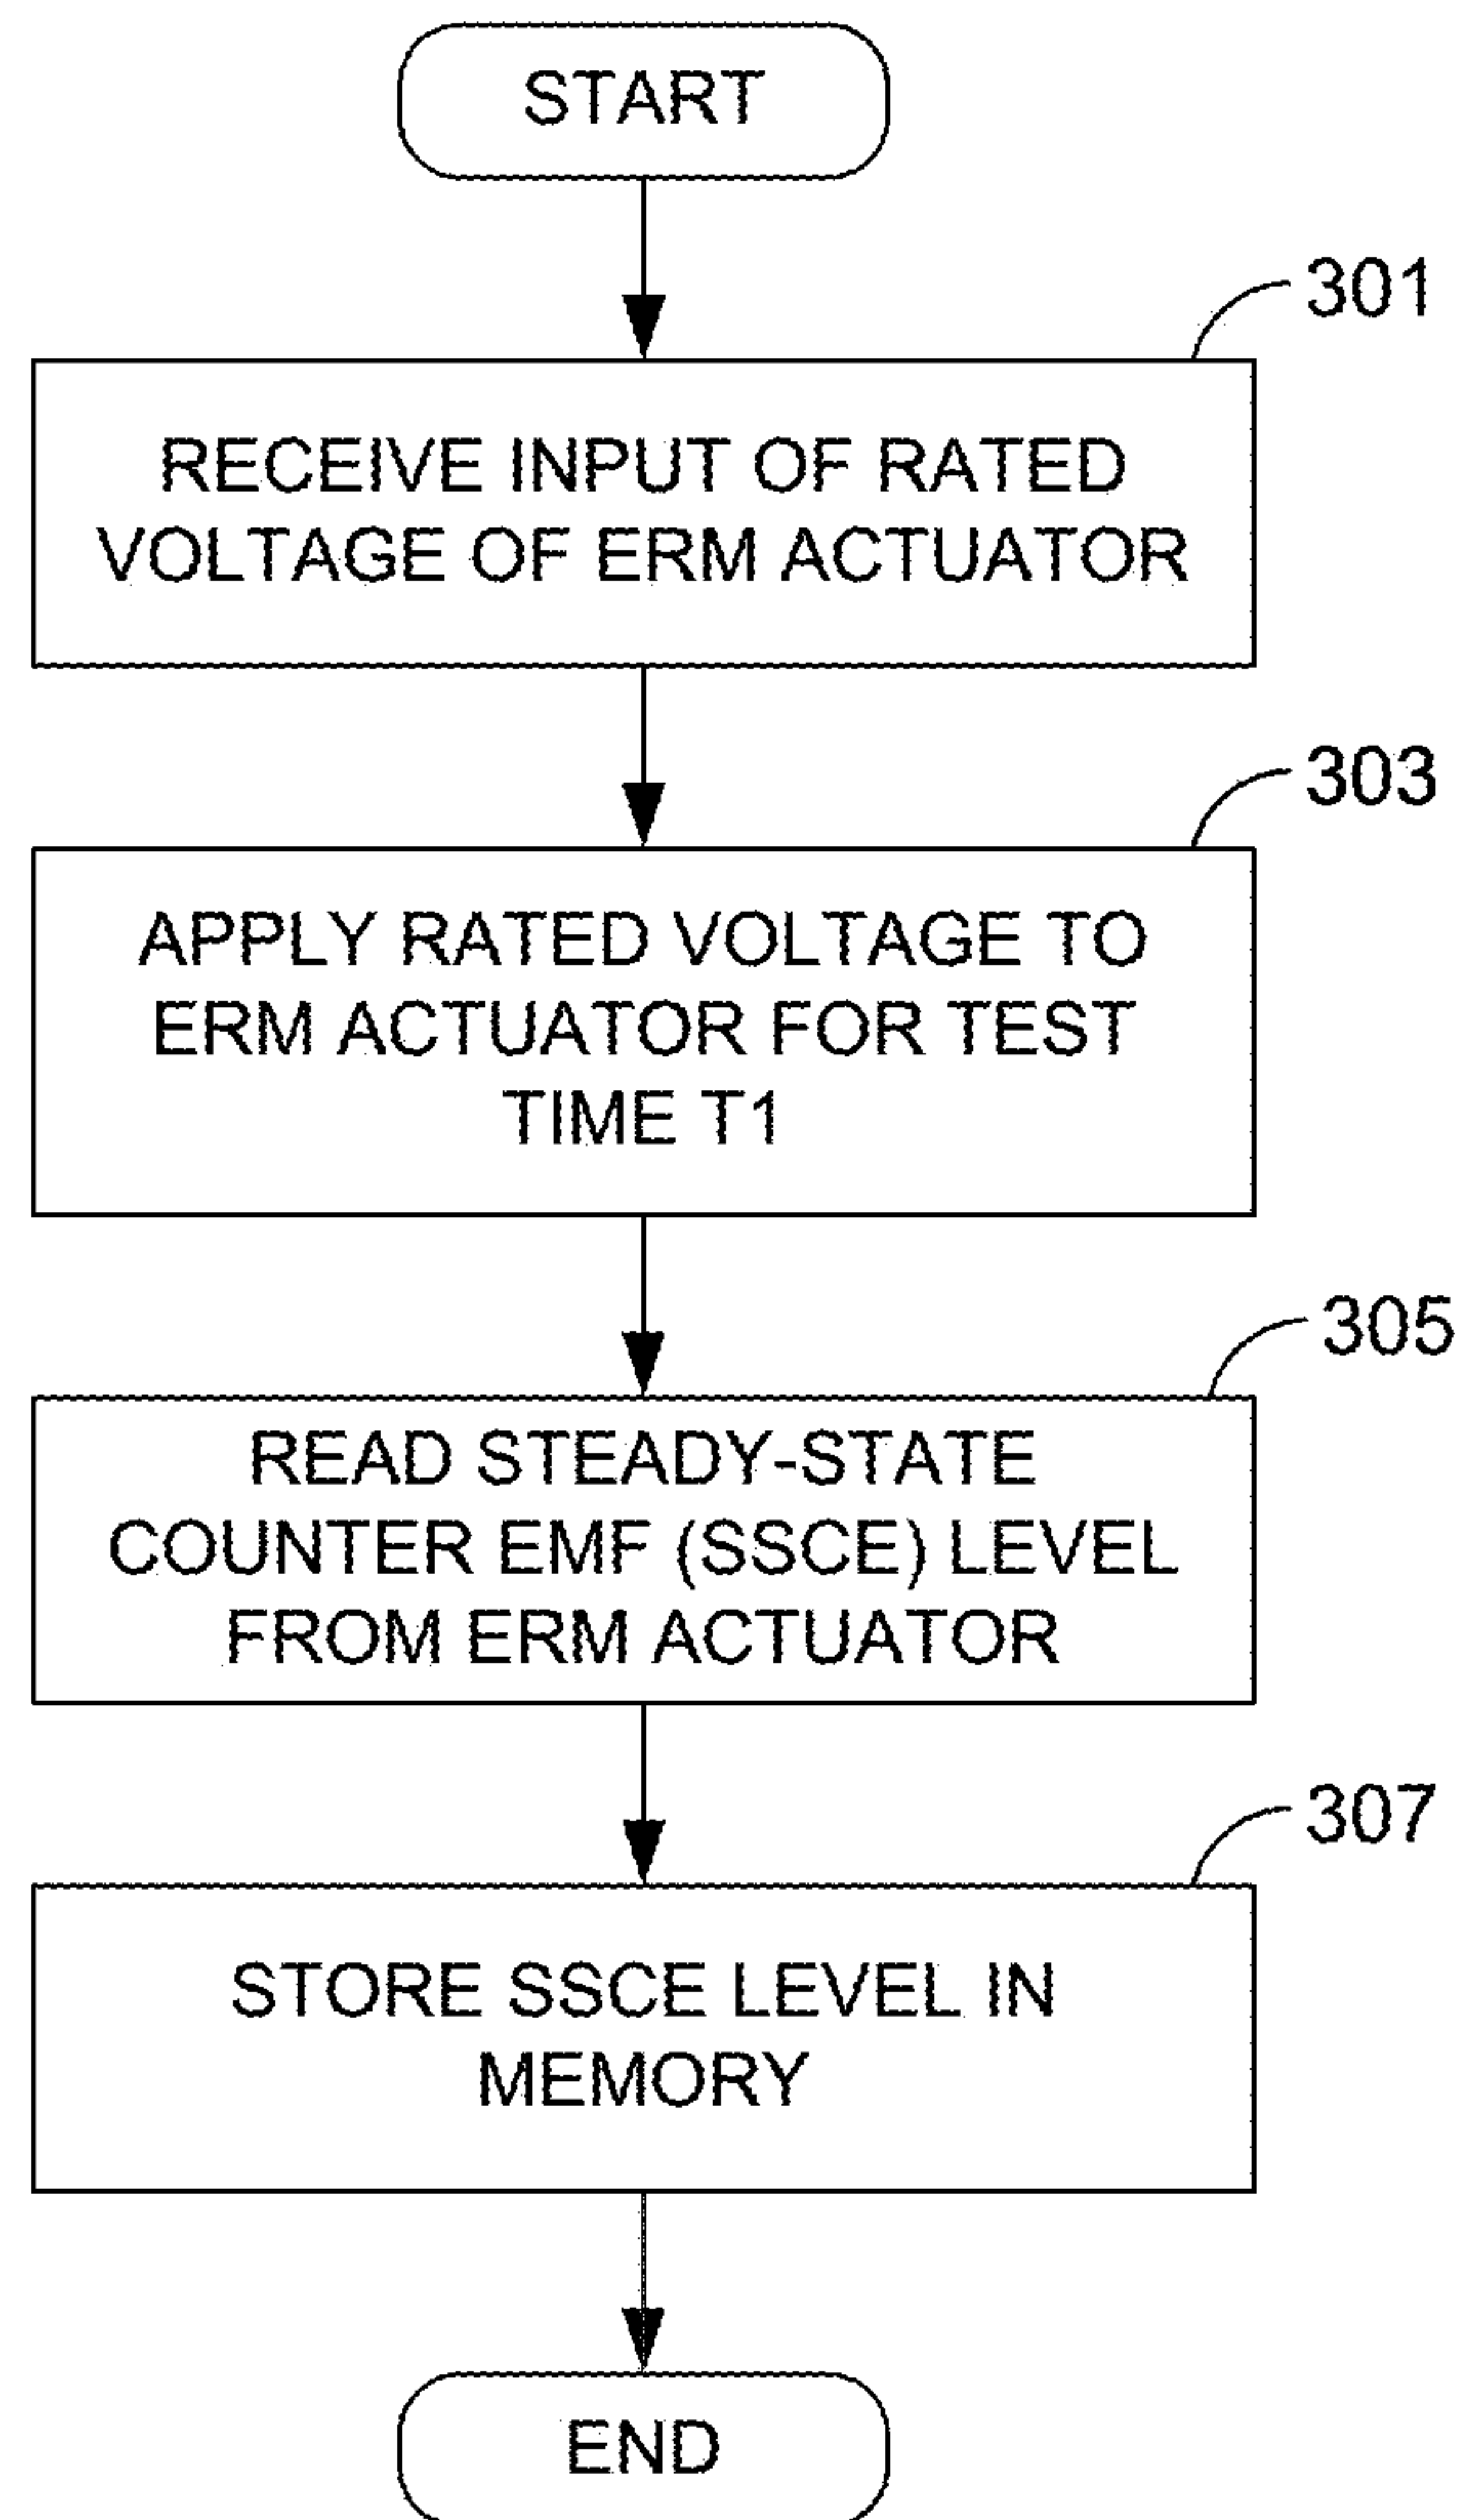 START
301
RECEIVE INPUT OF RATED
VOLTAGE OF ERM ACTUATOR
303
APPLY RATED VOLTAGE TO
ERM ACTUATOR FOR TEST
TIME T1
305
READ STEADY-STATE
COUNTER EMF (SSCE) LEVEL
FROM ERM ACTUATOR
307
STORE SSCE LEVEL IN
MEMORY
END